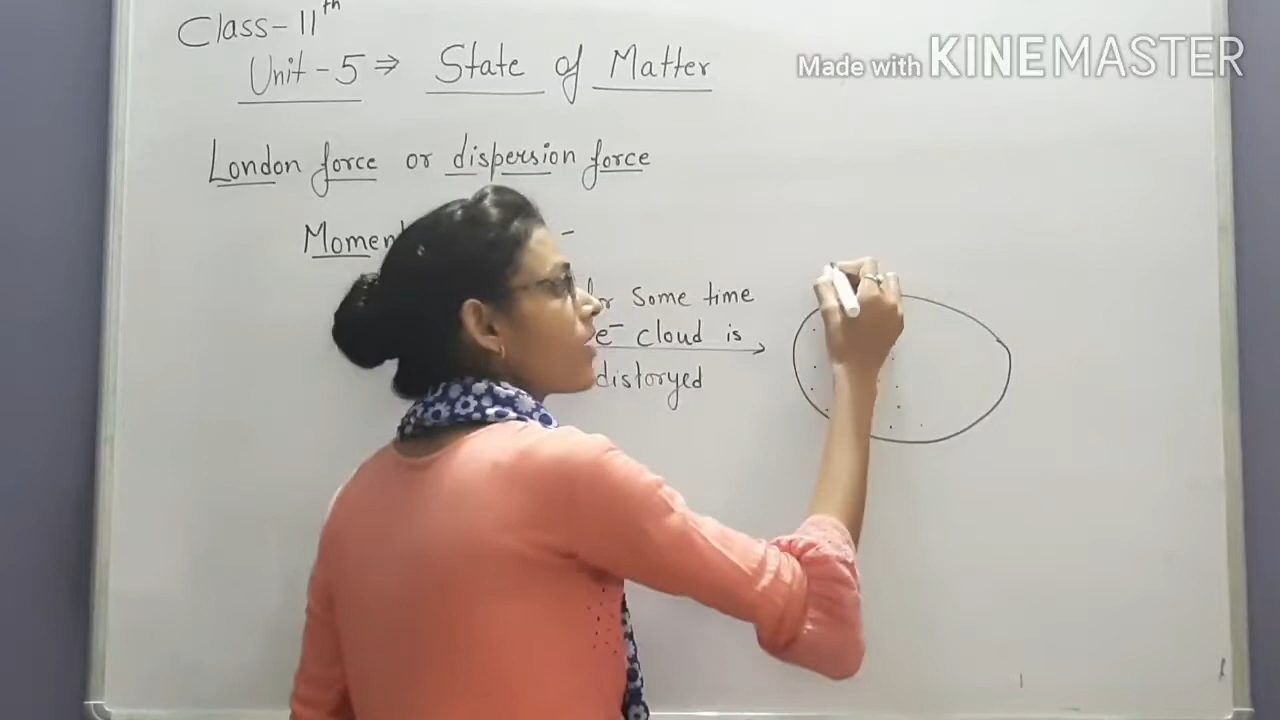 Class-11th
Unit-5 ⇒ State of Matter
Made with KINEMASTER
London force or dispersion force
for some time
e⁻ cloud is
distoryed